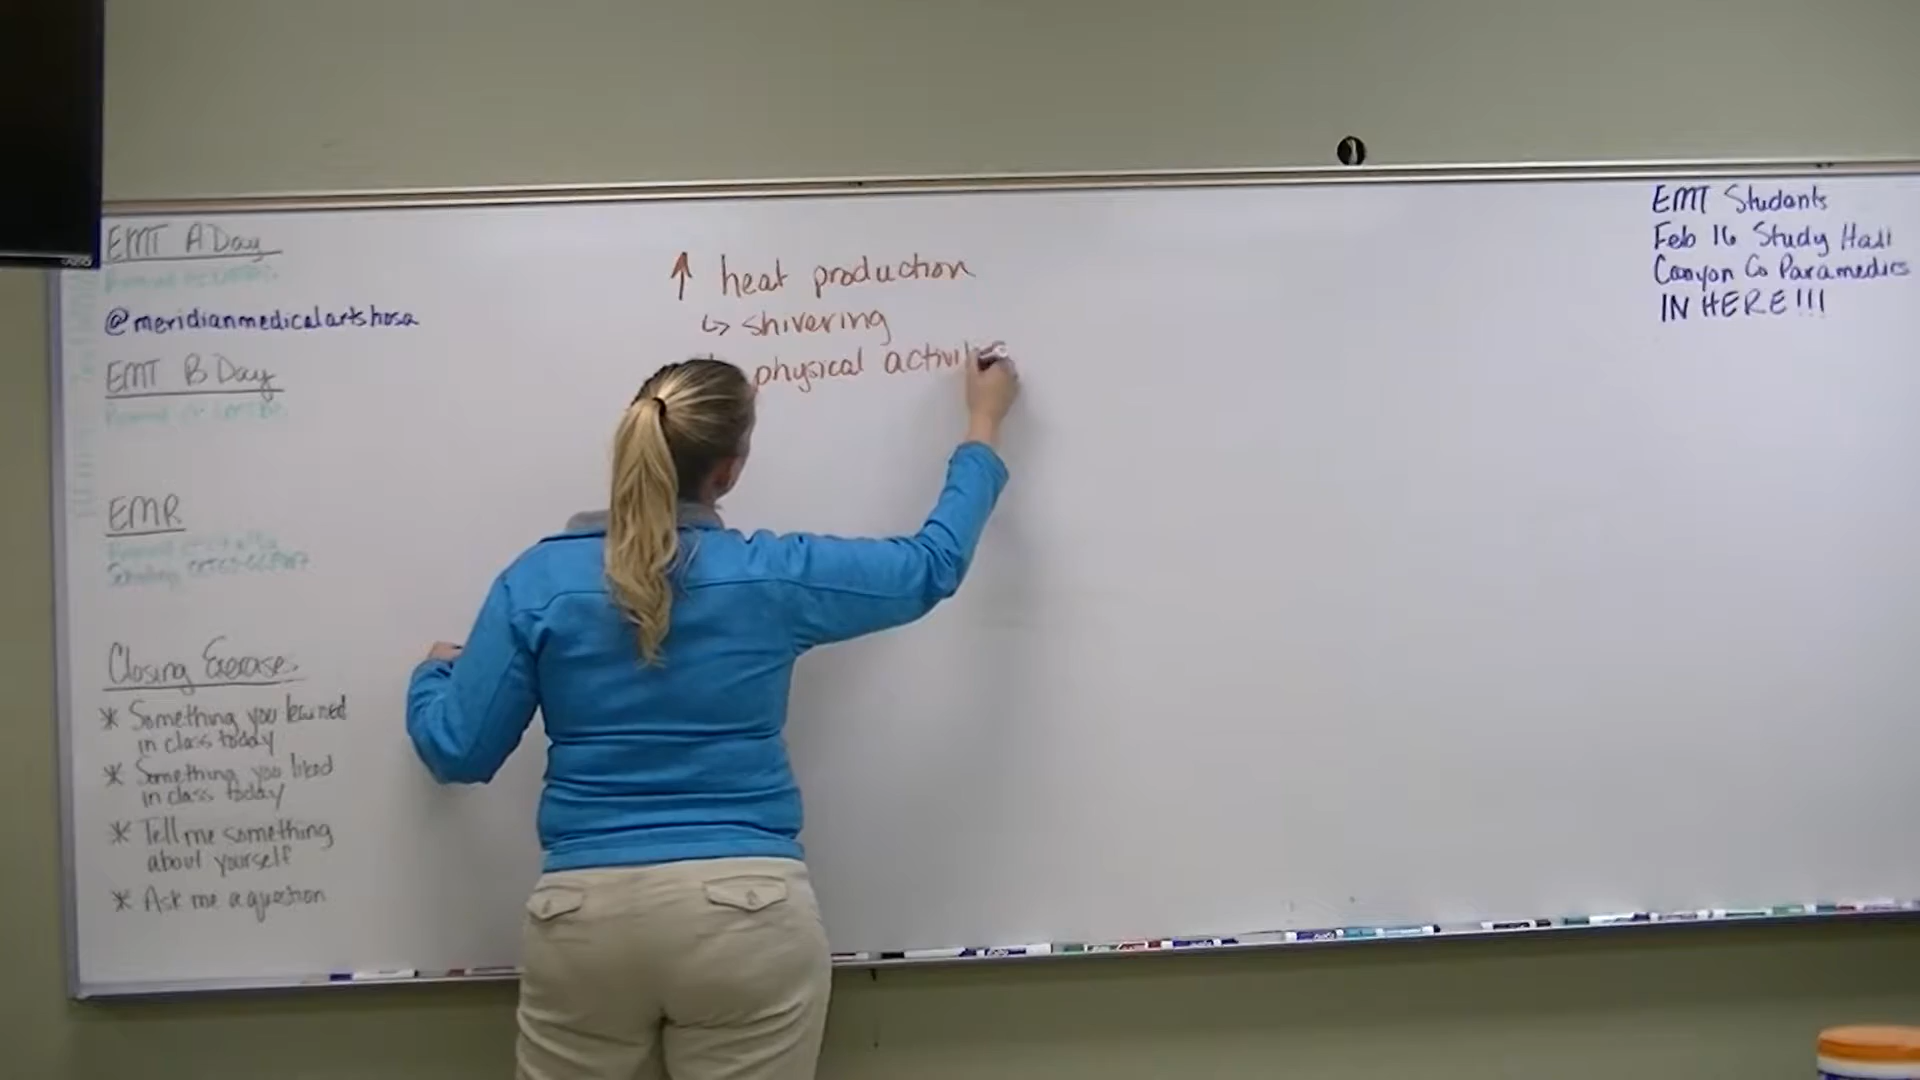 EMT A Day
@meridianmedicalartshosa
EMT B Day
EMR
Closing Exercise
* Something you learned
in class today
* Something you liked
in class today
* Tell me something
about yourself
* Ask me a question
↑ heat production
↳ shivering
physical activi
EMT Students
Feb 16 Study Hall
Canyon Co Paramedics
IN HERE!!!